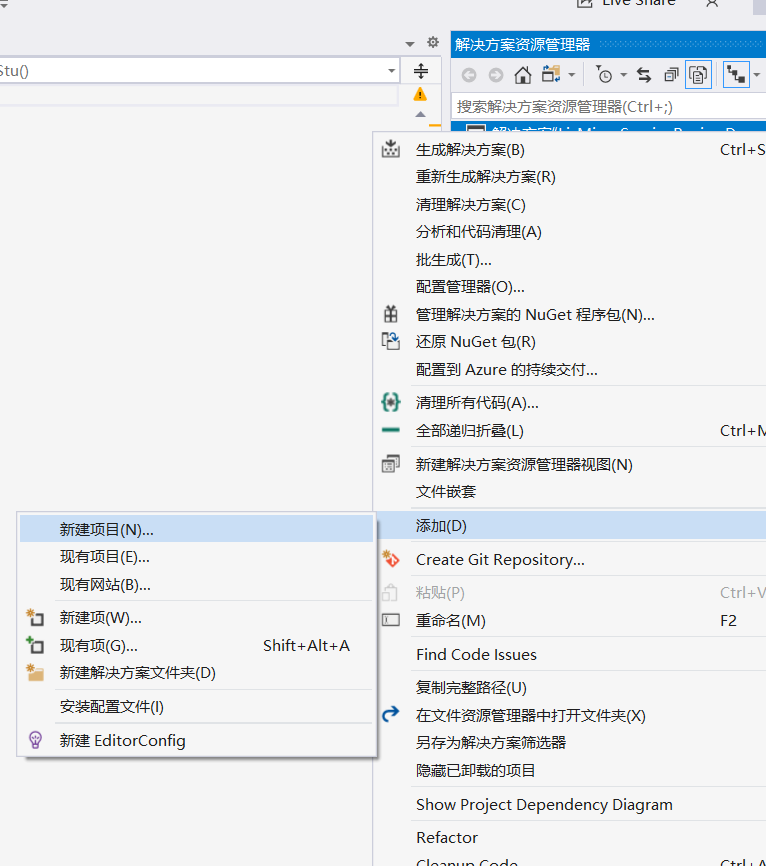 Live Share
解决方案资源管理器
Stu()
搜索解决方案资源管理器(Ctrl+;)
生成解决方案(B) Ctrl+S
重新生成解决方案(R)
清理解决方案(C)
分析和代码清理(A)
批生成(T)...
配置管理器(O)...
管理解决方案的 NuGet 程序包(N)...
还原 NuGet 包(R)
配置到 Azure 的持续交付...
清理所有代码(A)...
全部递归折叠(L) Ctrl+M
新建解决方案资源管理器视图(N)
文件嵌套
添加(D)
Create Git Repository...
粘贴(P) Ctrl+V
重命名(M) F2
Find Code Issues
复制完整路径(U)
在文件资源管理器中打开文件夹(X)
另存为解决方案筛选器
隐藏已卸载的项目
Show Project Dependency Diagram
Refactor
Cleanup Code
新建项目(N)...
现有项目(E)...
现有网站(B)...
新建项(W)...
现有项(G)... Shift+Alt+A
新建解决方案文件夹(D)
安装配置文件(I)
新建 EditorConfig